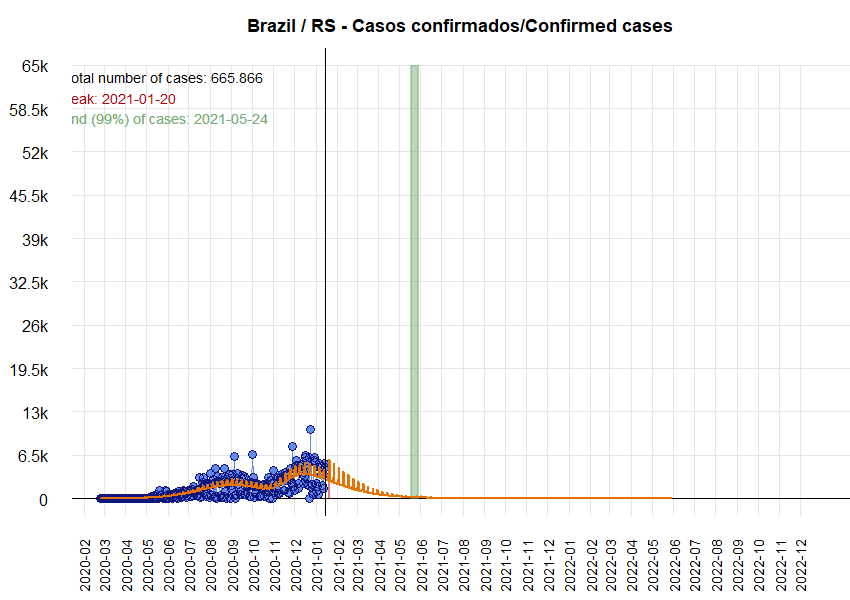 Brazil / RS - Casos confirmados/Confirmed cases
65k
otal number of cases: 665.866
eak: 2021-01-20
58.5k
nd (99%) of cases: 2021-05-24
52k
45.5k
39k
32.5k
26k
19.5k
13k
6.5k
0
2020-02
2020-03
2020-04
2020-05
2020-06
2020-07
2020-08
2020-09
2020-10
2020-11
2020-12
2021-01
2021-02
2021-03
2021-04
2021-05
2021-06
2021-07
2021-08
2021-09
2021-10
2021-11
2021-12
2022-01
2022-02
2022-03
2022-04
2022-05
2022-06
2022-07
2022-08
2022-09
2022-10
2022-11
2022-12